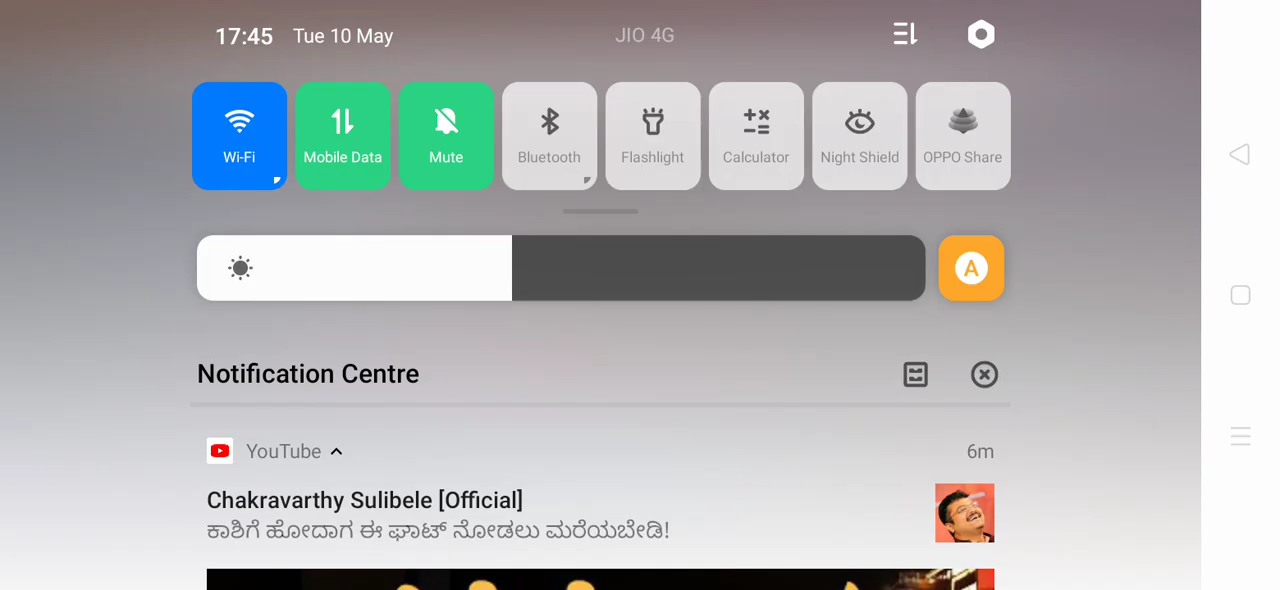 17:45 Tue 10 May JIO 4G
Wi-Fi Mobile Data Mute Bluetooth Flashlight Calculator Night Shield OPPO Share
A
Notification Centre
YouTube 6m
Chakravarthy Sulibele [Official]
ಕಾಶಿಗೆ ಹೋದಾಗ ಈ ಘಾಟ್ ನೋಡಲು ಮರೆಯಬೇಡಿ!